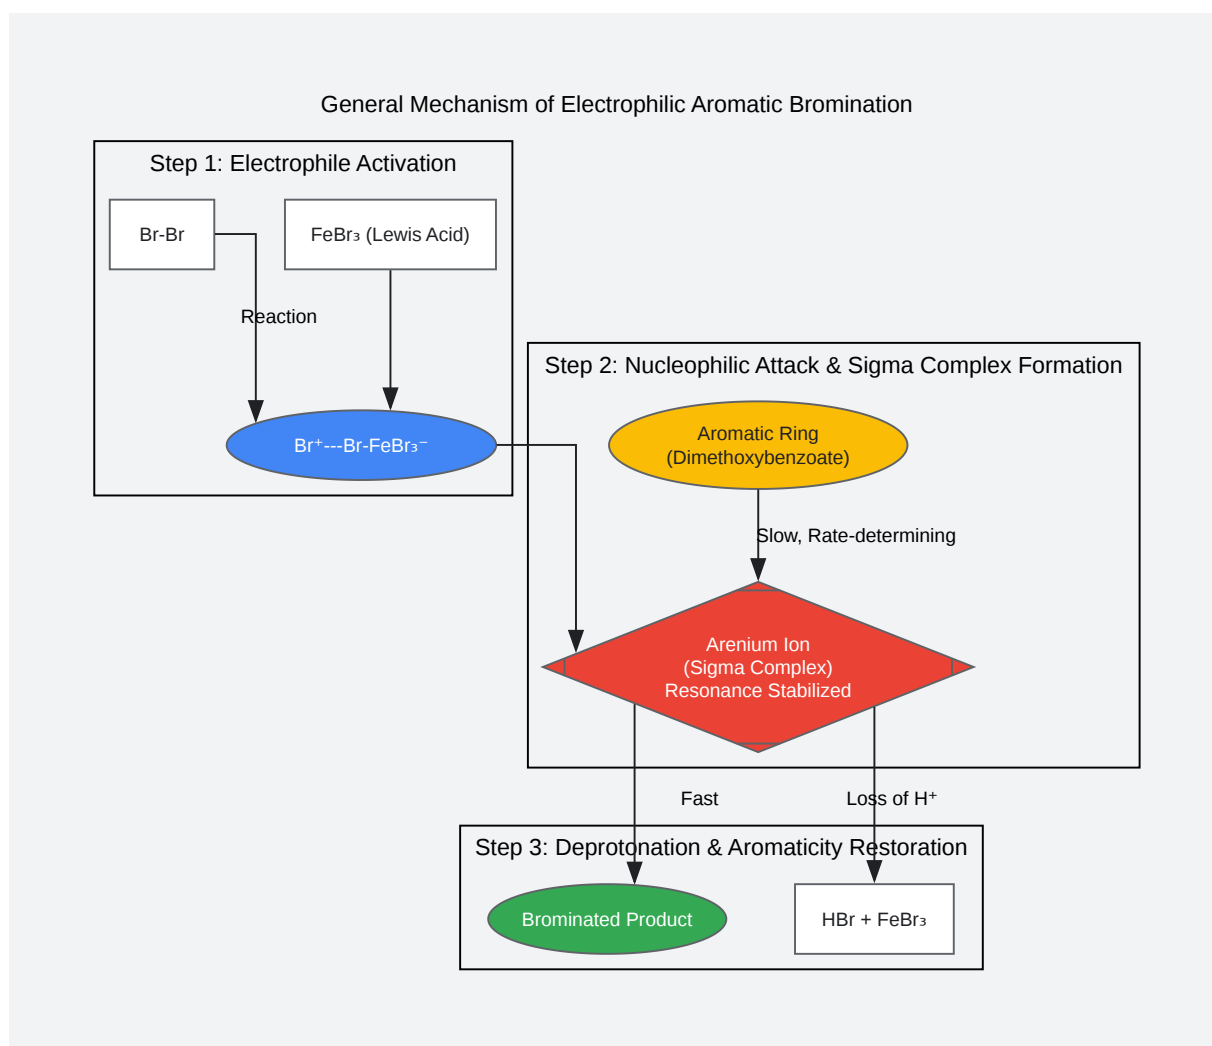 General Mechanism of Electrophilic Aromatic Bromination
Step 1: Electrophile Activation
Br-Br
FeBr₃ (Lewis Acid)
Reaction
Br⁺---Br-FeBr₃⁻
Step 2: Nucleophilic Attack & Sigma Complex Formation
Aromatic Ring
(Dimethoxybenzoate)
Slow, Rate-determining
Arenium Ion
(Sigma Complex)
Resonance Stabilized
Fast
Loss of H⁺
Step 3: Deprotonation & Aromaticity Restoration
Brominated Product
HBr + FeBr₃